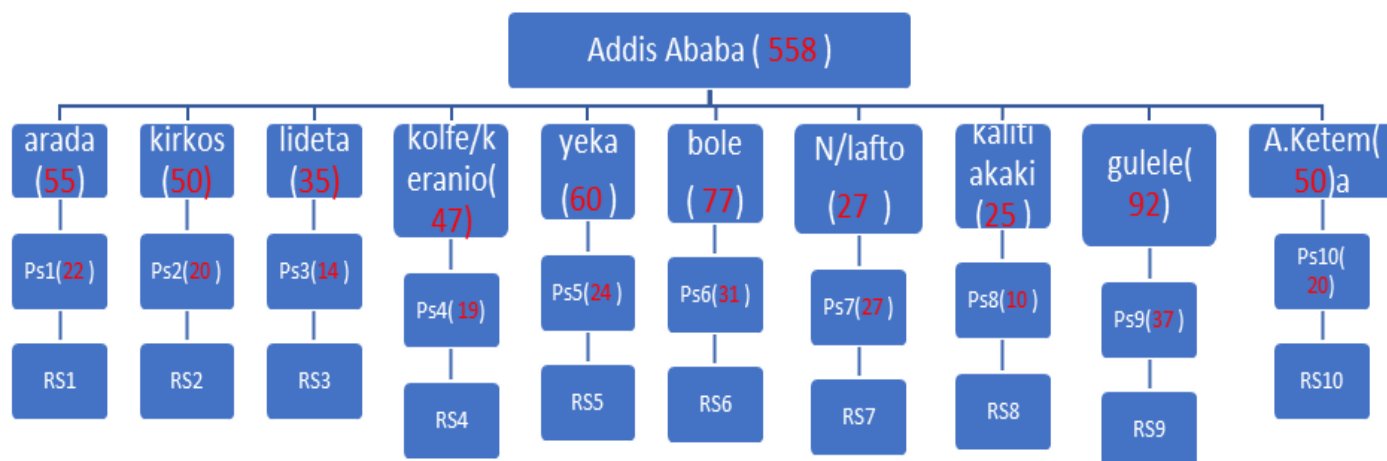 Addis Ababa ( 558 )
arada
(55)
kirkos
(50)
lideta
(35)
kolfe/k
eranio(
47)
yeka
(60)
bole
( 77)
N/lafto
(27 )
kaliti
akaki
(25)
gulele(
92)
A.Ketem(
50)a
Ps1(22 )
Ps2(20 )
Ps3(14 )
Ps4( 19)
Ps5(24 )
Ps6(31 )
Ps7(27 )
Ps8(10 )
Ps9(37 )
Ps10(
20)
RS1
RS2
RS3
RS4
RS5
RS6
RS7
RS8
RS9
RS10